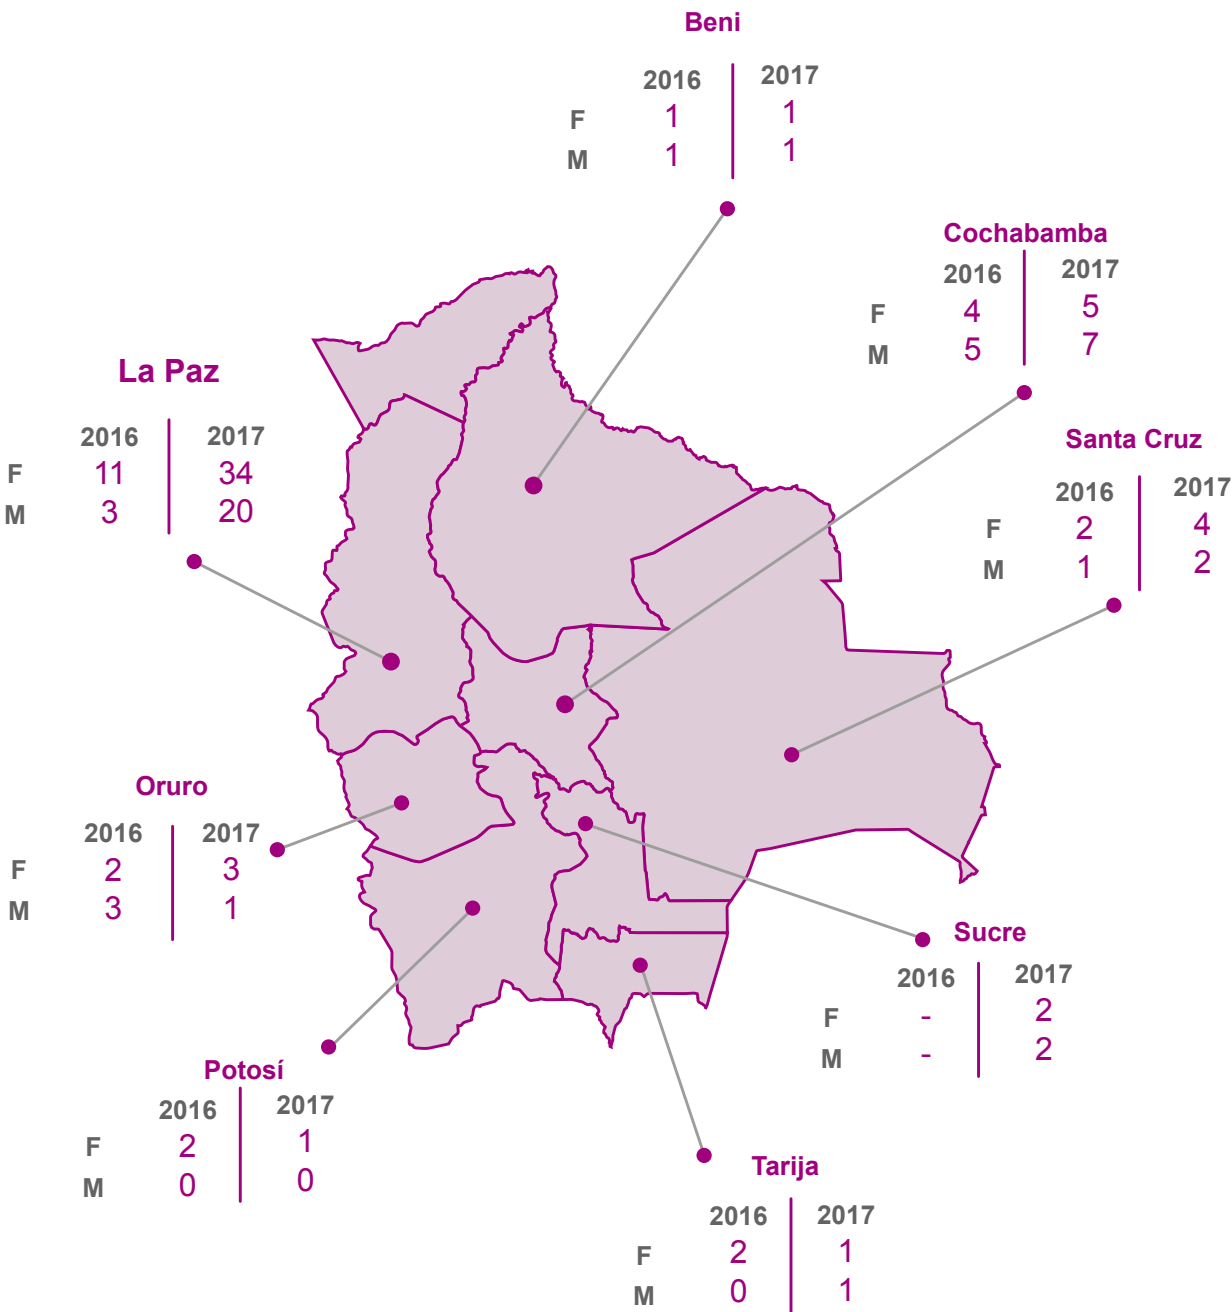 Beni
2016 2017
F 1 1
M 1 1
Cochabamba
2016 2017
F 4 5
M 5 7
La Paz
2016 2017
F 11 34
M 3 20
Santa Cruz
2016 2017
F 2 4
M 1 2
Oruro
2016 2017
F 2 3
M 3 1
Sucre
2016 2017
F - 2
M - 2
Potosí
2016 2017
F 2 1
M 0 0
Tarija
2016 2017
F 2 1
M 0 1